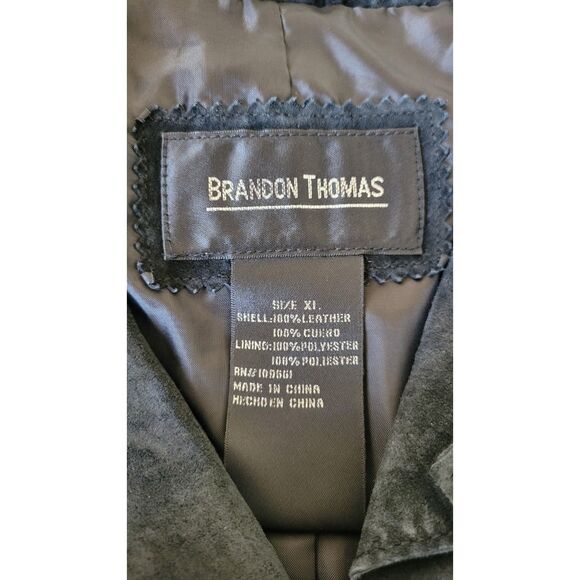 BRANDON THOMAS
SIZE XL
SHELL:100%LEATHER
100% CUERO
LINING:100%POLYESTER
100% POLIESTER
RN#109661
MADE IN CHINA
HECHO EN CHINA